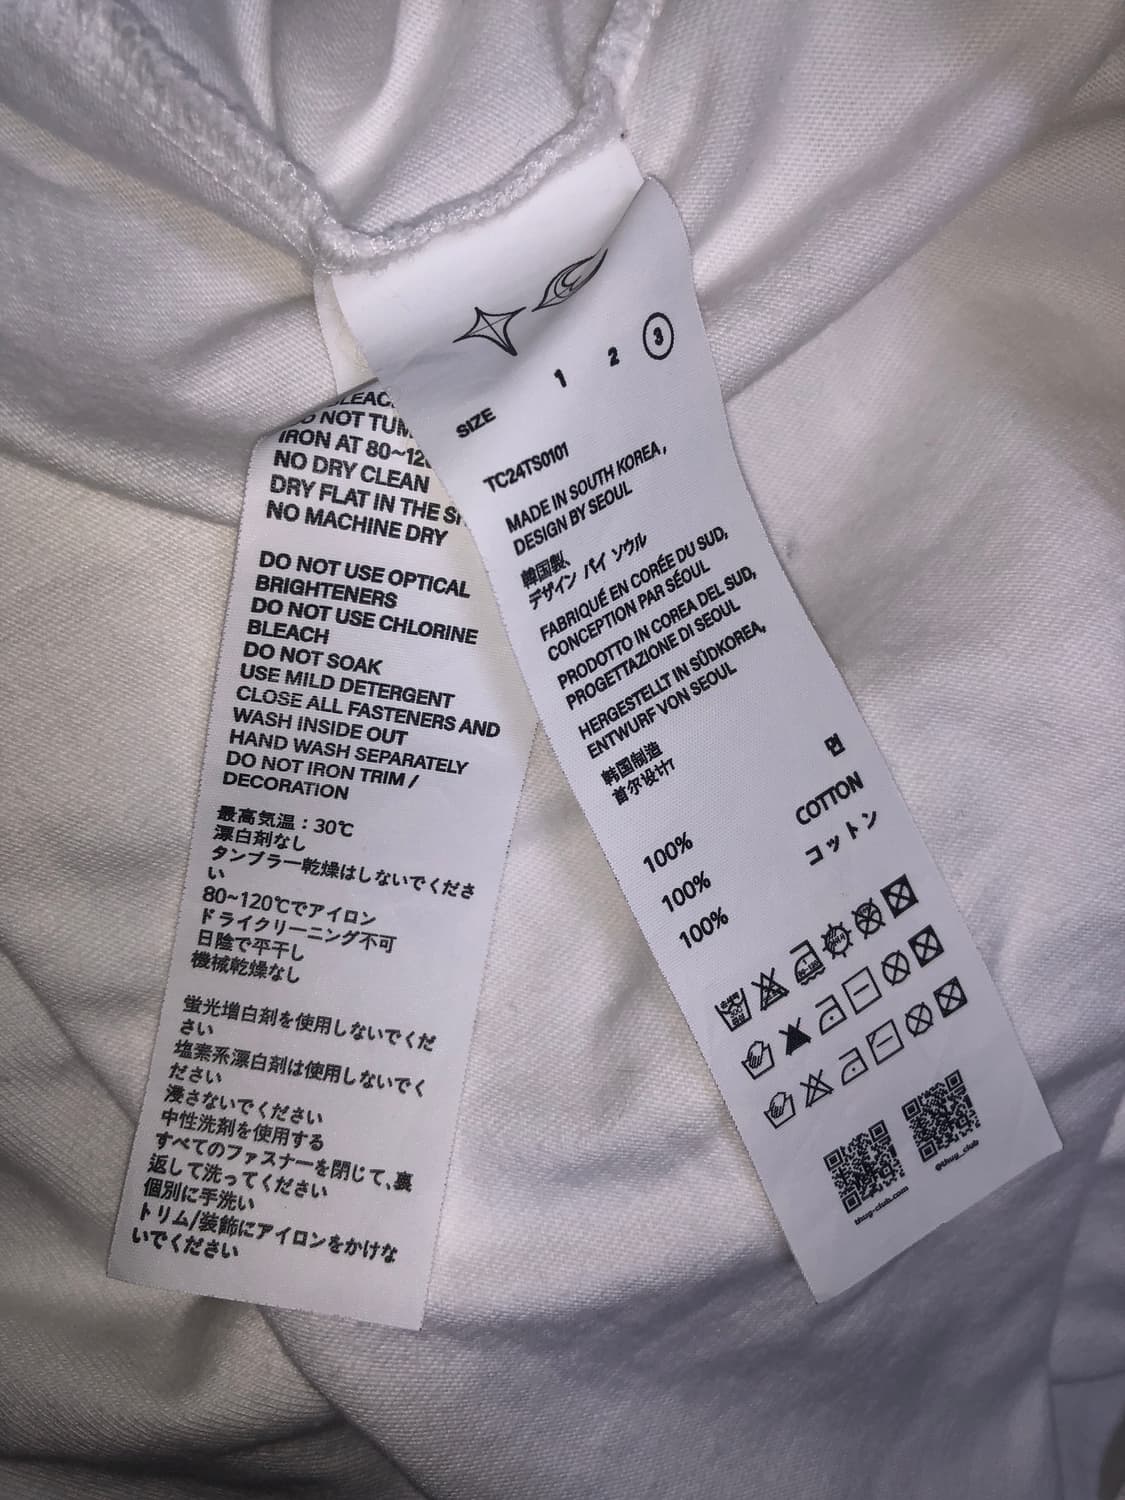 SIZE 1 2 3
TC24TS0101
MADE IN SOUTH KOREA,
DESIGN BY SEOUL
韓国製、
デザイン バイ ソウル
FABRIQUÉ EN CORÉE DU SUD,
CONCEPTION PAR SÉOUL
PRODOTTO IN COREA DEL SUD,
PROGETTAZIONE DI SEOUL
HERGESTELLT IN SÜDKOREA,
ENTWURF VON SEOUL
韩国制造
首尔设计
100% 면
100% COTTON
100% コットン
thug-club.com
@thug_club
DO NOT
IRON AT
NO DRY CLEAN
DRY FLAT IN THE
NO MACHINE DRY
DO NOT USE OPTICAL
BRIGHTENERS
DO NOT USE CHLORINE
BLEACH
DO NOT SOAK
USE MILD DETERGENT
CLOSE ALL FASTENERS AND
WASH INSIDE OUT
HAND WASH SEPARATELY
DO NOT IRON TRIM /
DECORATION
最高気温：30℃
漂白剤なし
タンブラー乾燥はしないでくださ
い
80~120℃でアイロン
ドライクリーニング不可
日陰で平干し
機械乾燥なし
蛍光増白剤を使用しないでくだ
さい
塩素系漂白剤は使用しないでく
ださい
浸さないでください
中性洗剤を使用する
すべてのファスナーを閉じて、裏
返して洗ってください
個別に手洗い
トリム/装飾にアイロンをかけな
いでください